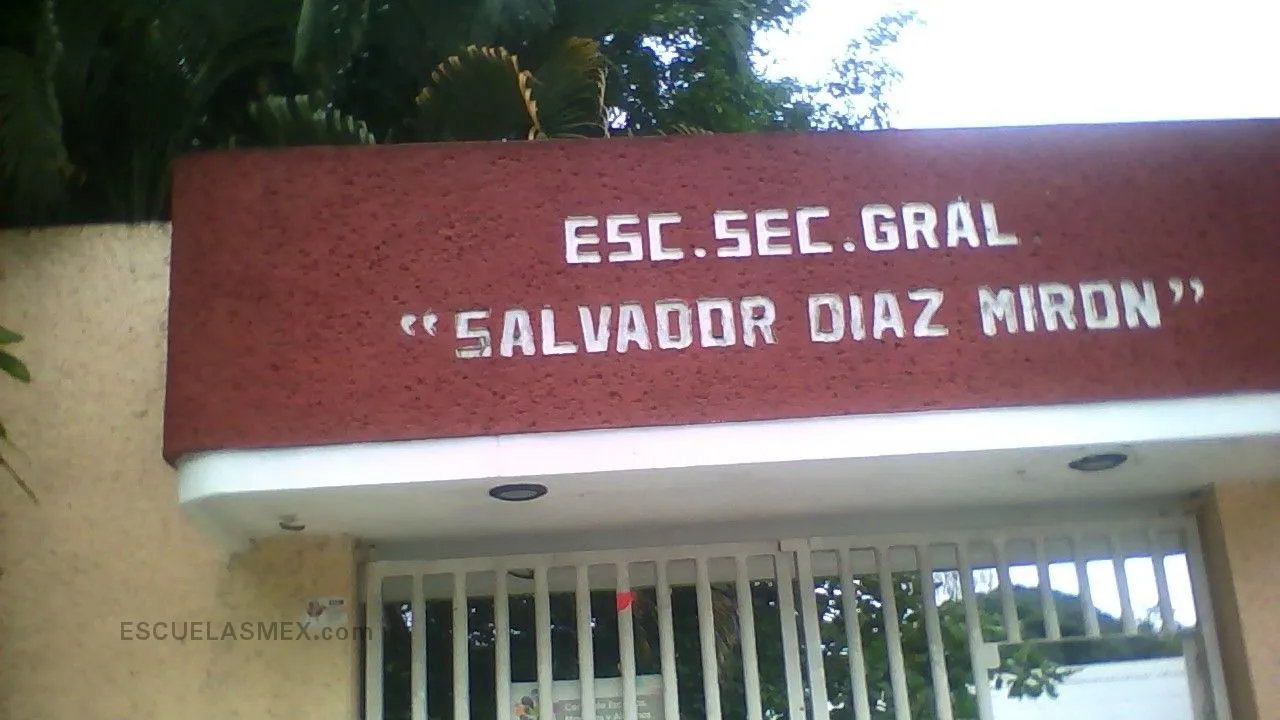 ESC.SEC.GRAL
“SALVADOR DIAZ MIRON”
ESCUELASMEX.com